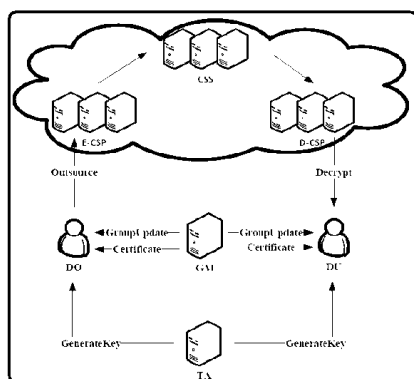 CSS
E-CSP
D-CSP
Outsource
Decrypt
GroupUpdate
GroupUpdate
Certificate
Certificate
DO
GM
DU
GenerateKey
GenerateKey
TA